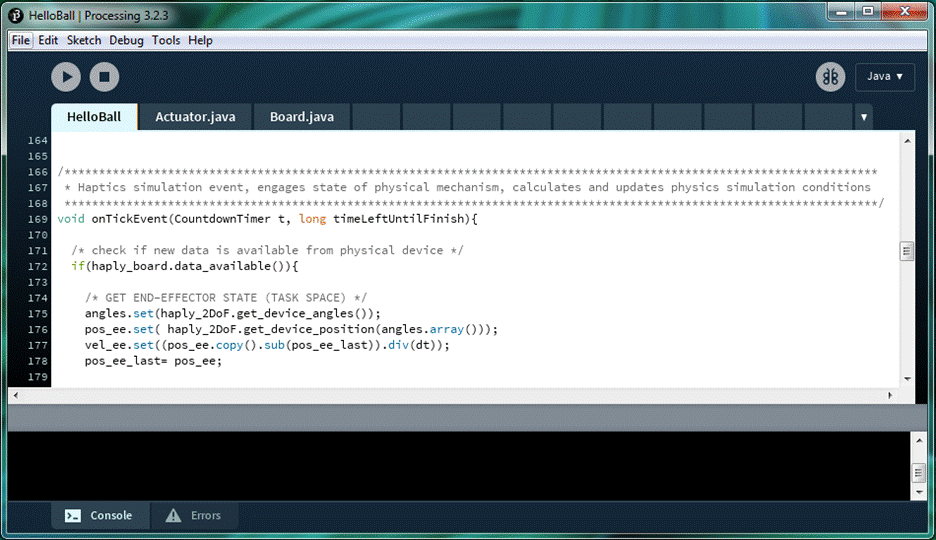 HelloBall | Processing 3.2.3
File Edit Sketch Debug Tools Help
Java ▼
HelloBall Actuator.java Board.java ▼
164
165
166 /***********************************************************************************************************************
167 * Haptics simulation event, engages state of physical mechanism, calculates and updates physics simulation conditions
168 **********************************************************************************************************************/
169 void onTickEvent(CountdownTimer t, long timeLeftUntilFinish){
170
171 /* check if new data is available from physical device */
172 if(haply_board.data_available()){
173
174 /* GET END-EFFECTOR STATE (TASK SPACE) */
175 angles.set(haply_2DoF.get_device_angles());
176 pos_ee.set( haply_2DoF.get_device_position(angles.array()));
177 vel_ee.set((pos_ee.copy().sub(pos_ee_last)).div(dt));
178 pos_ee_last= pos_ee;
179
Console Errors